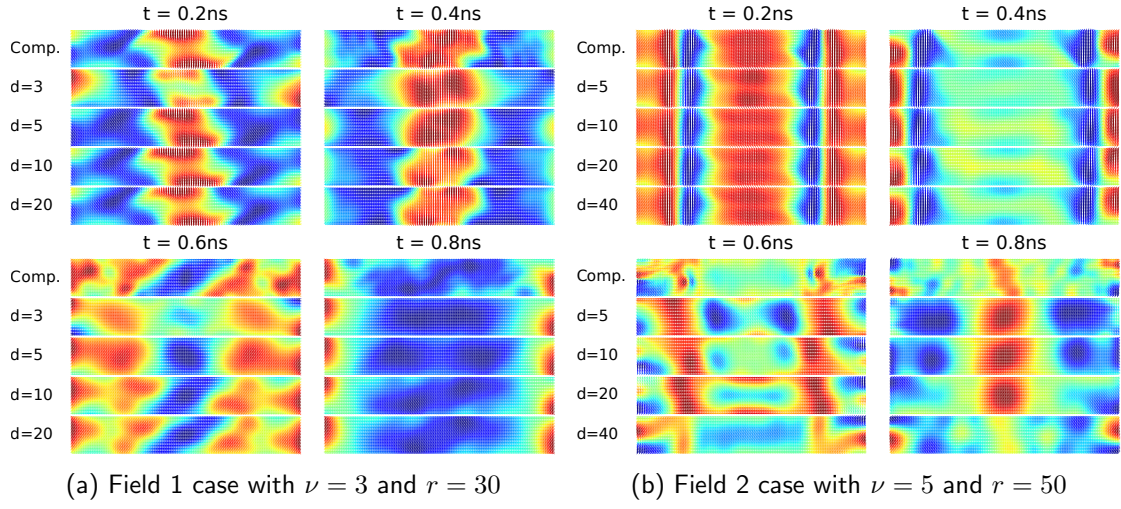 t = 0.2ns
t = 0.4ns
Comp.
d=3
d=5
d=10
d=20
t = 0.6ns
t = 0.8ns
Comp.
d=3
d=5
d=10
d=20
(a) Field 1 case with ν = 3 and r = 30
t = 0.2ns
t = 0.4ns
Comp.
d=5
d=10
d=20
d=40
t = 0.6ns
t = 0.8ns
Comp.
d=5
d=10
d=20
d=40
(b) Field 2 case with ν = 5 and r = 50